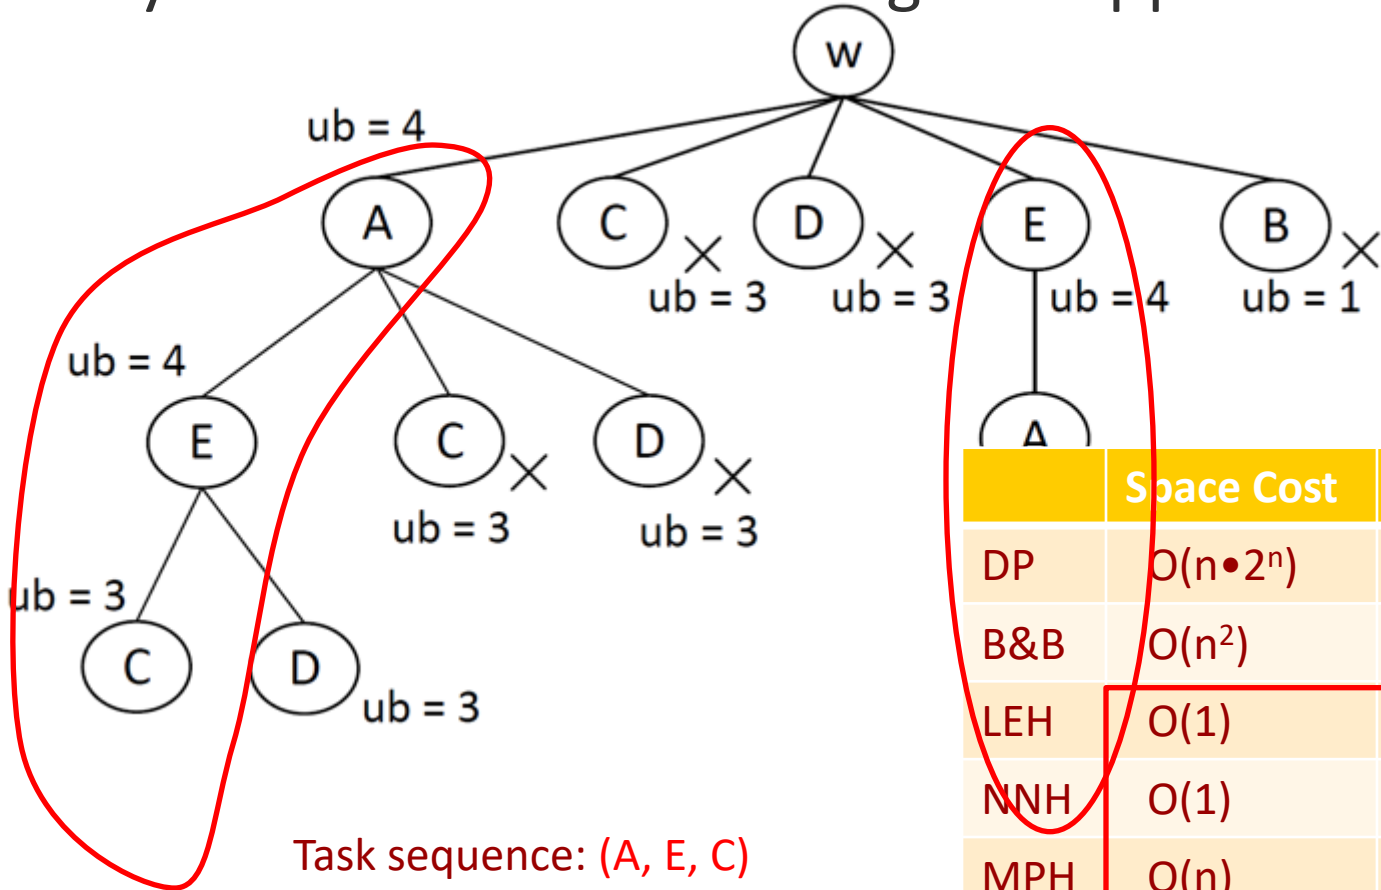 w
ub = 4
A
C
D
E
B
ub = 3
ub = 3
ub = 4
ub = 1
ub = 4
E
C
D
A
ub = 3
ub = 3
Space Cost
DP O(n•2ⁿ)
ub = 3
B&B O(n²)
C
D
ub = 3
LEH O(1)
NNH O(1)
Task sequence: (A, E, C)
MPH O(n)